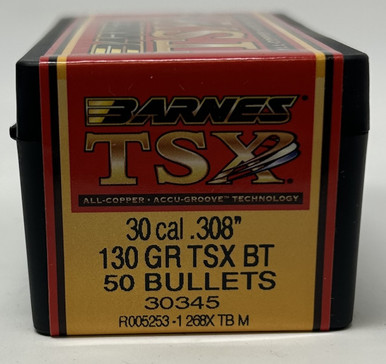 BARNES
TSX
ALL-COPPER • ACCU-GROOVE™ TECHNOLOGY
30 cal .308"
130 GR TSX BT
50 BULLETS
30345
R005253 -1 268X TB M